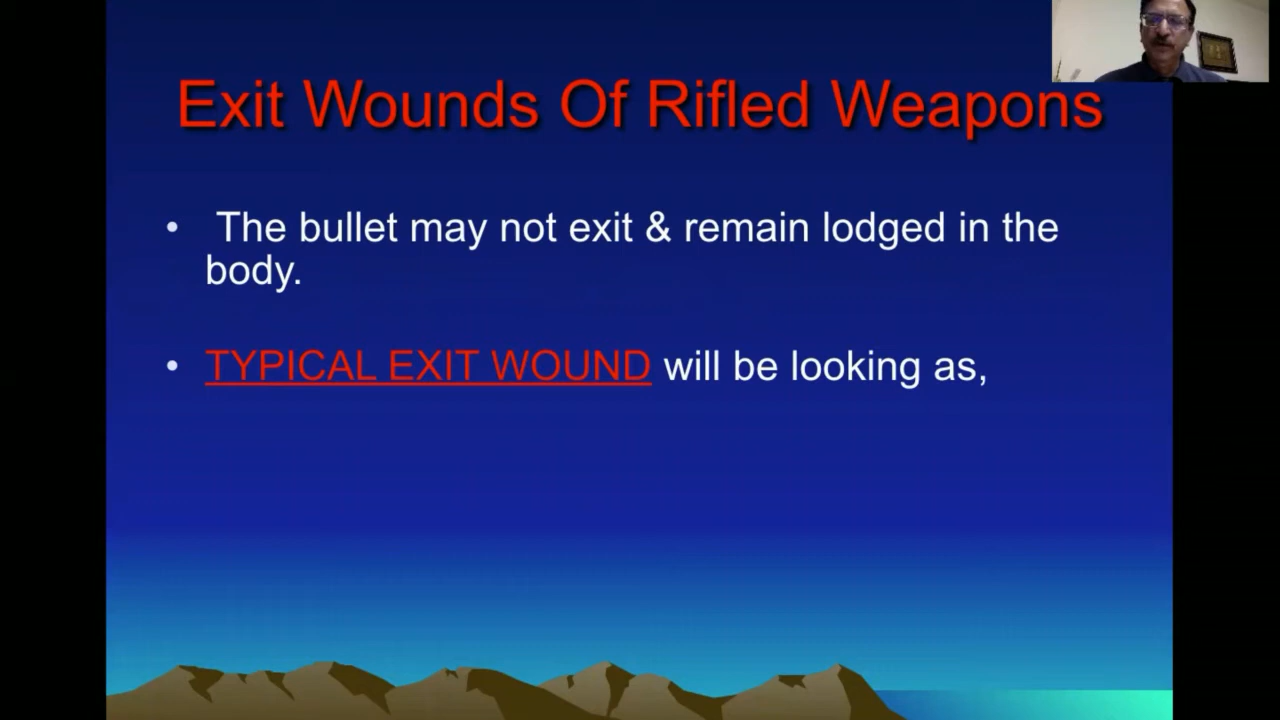 Exit Wounds Of Rifled Weapons
• The bullet may not exit & remain lodged in the
body.
• TYPICAL EXIT WOUND will be looking as,